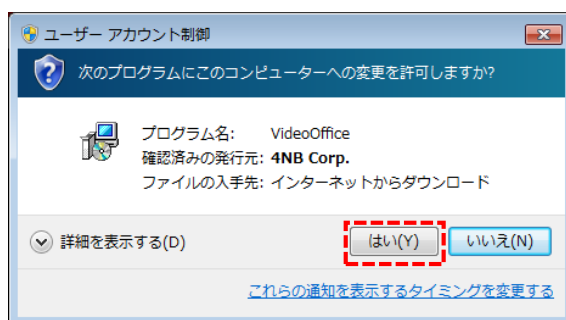 ユーザー アカウント制御
次のプログラムにこのコンピューターへの変更を許可しますか?
プログラム名: VideoOffice
確認済みの発行元: 4NB Corp.
ファイルの入手先: インターネットからダウンロード
詳細を表示する(D) はい(Y) いいえ(N)
これらの通知を表示するタイミングを変更する